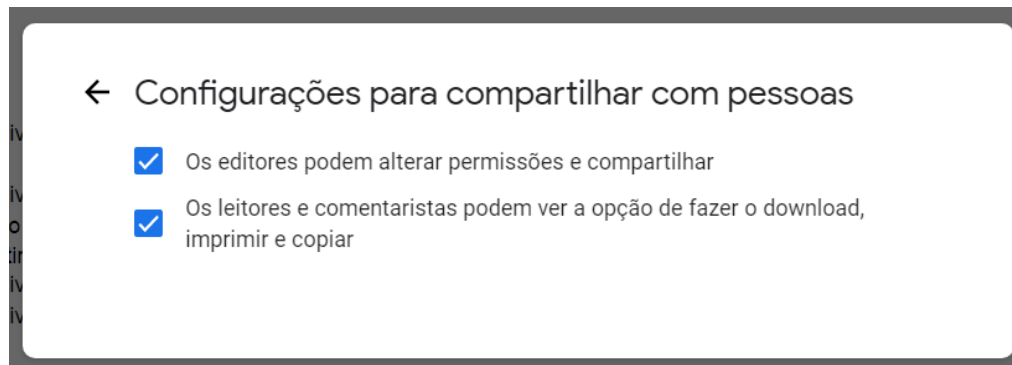 Configurações para compartilhar com pessoas
Os editores podem alterar permissões e compartilhar
Os leitores e comentaristas podem ver a opção de fazer o download,
imprimir e copiar